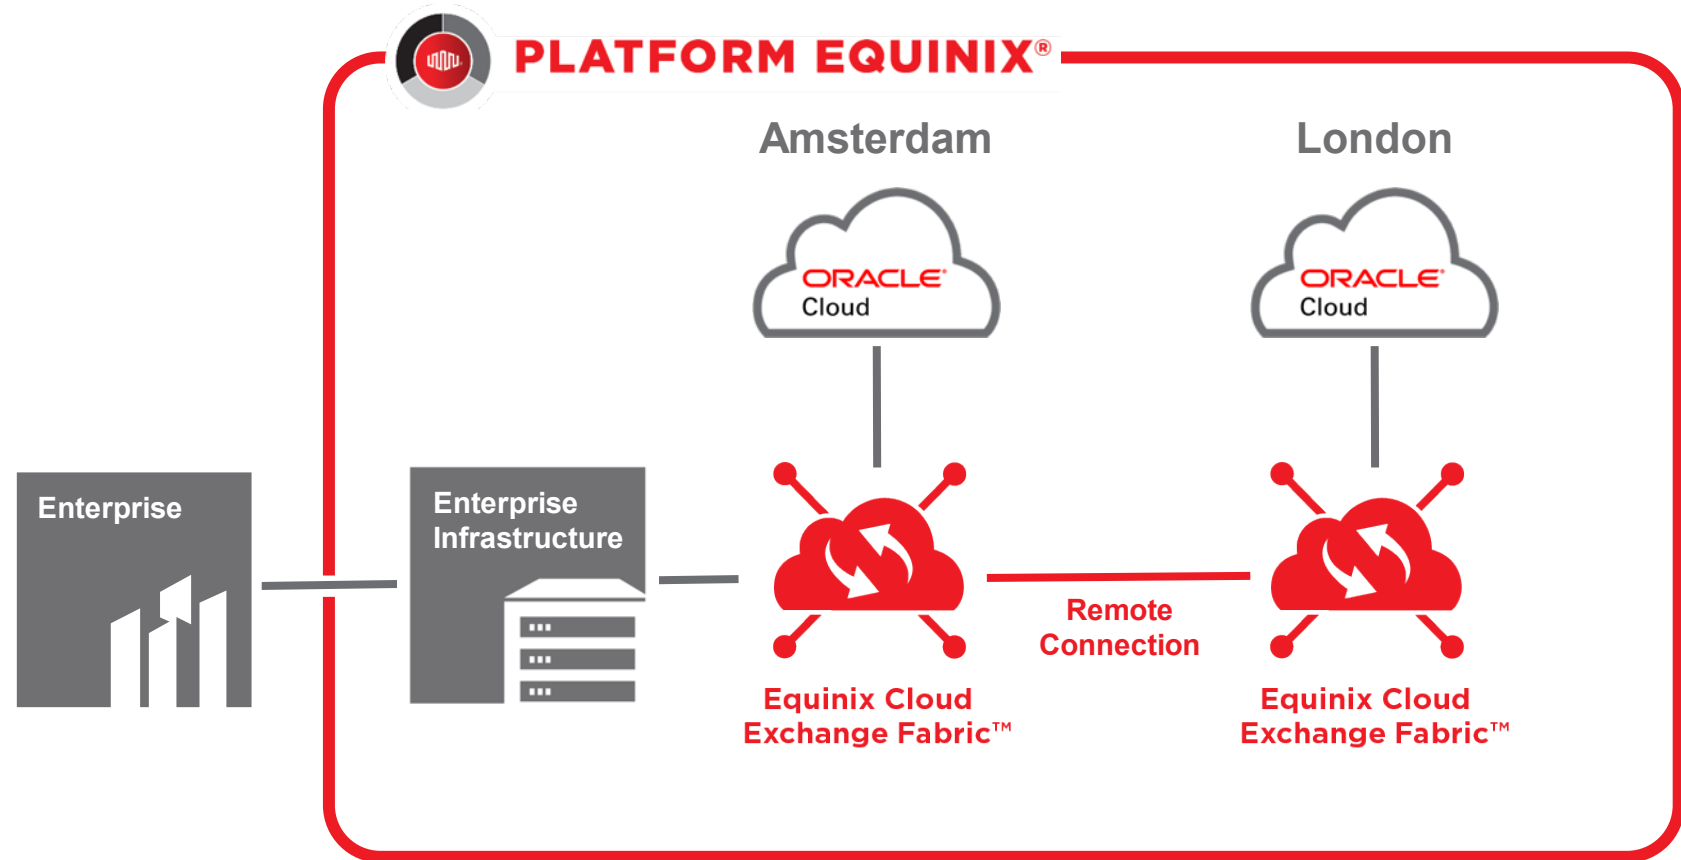 PLATFORM EQUINIX®
Amsterdam
London
ORACLE®
Cloud
ORACLE®
Cloud
Enterprise
Enterprise
Infrastructure
Remote
Connection
Equinix Cloud
Exchange Fabric™
Equinix Cloud
Exchange Fabric™